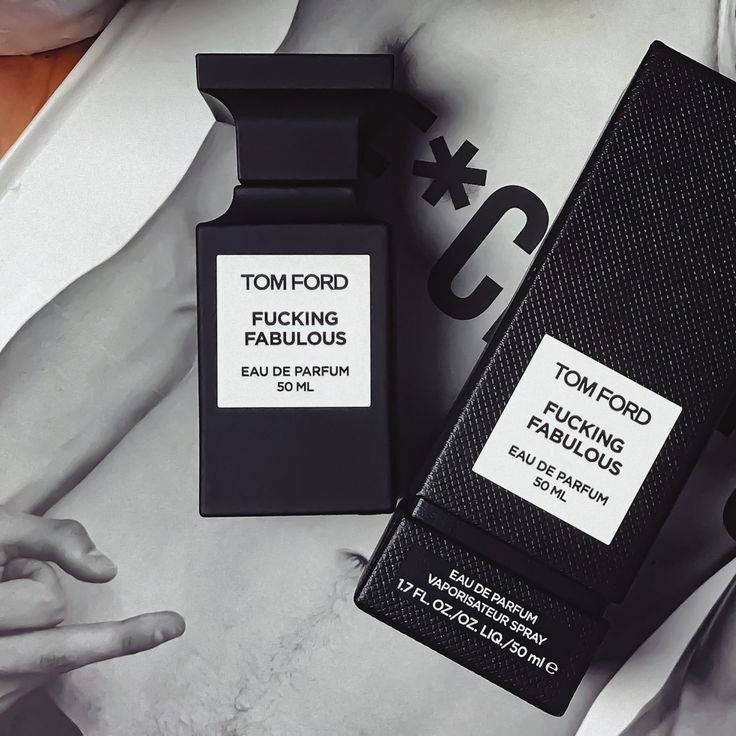 TOM FORD
FUCKING
FABULOUS
EAU DE PARFUM
50 ML
**C
TOM FORD
FUCKING
FABULOUS
EAU DE PARFUM
50 ML
EAU DE PARFUM
VAPORISATEUR SPRAY
1.7 FL. OZ./OZ. LIQ./50 ml ℮